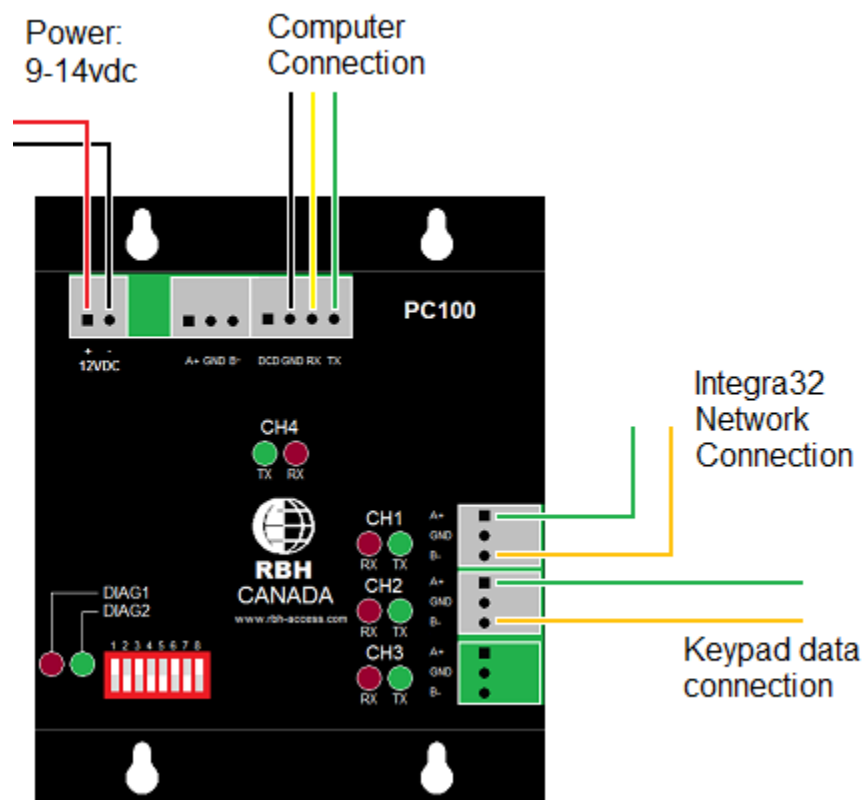 Power:
9-14vdc
Computer
Connection
PC100
+ -
12VDC
A+ GND B-
DCD GND RX TX
CH4
TX RX
Integra32
Network
Connection
RBH
CANADA
www.rbh-access.com
CH1
RX TX
A+
GND
B-
CH2
RX TX
A+
GND
B-
CH3
RX TX
A+
GND
B-
DIAG1
DIAG2
1 2 3 4 5 6 7 8
Keypad data
connection